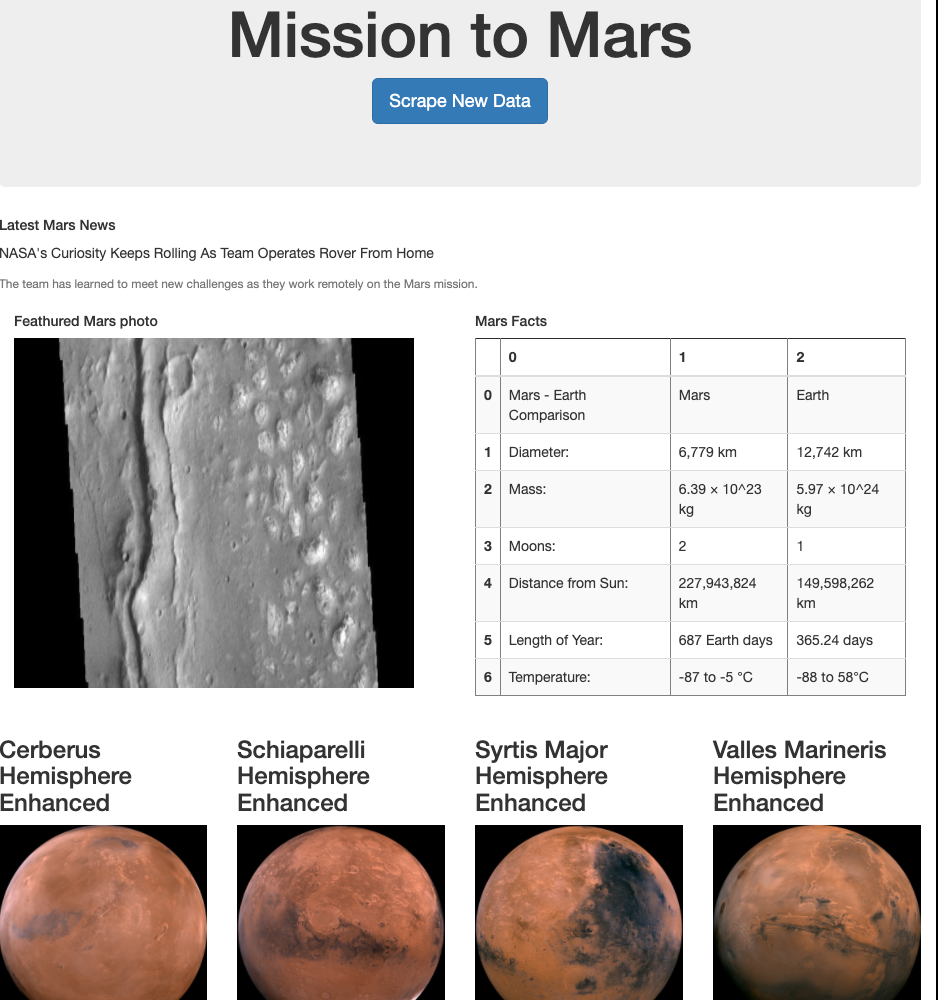 Mission to Mars
Scrape New Data
Latest Mars News
NASA's Curiosity Keeps Rolling As Team Operates Rover From Home
The team has learned to meet new challenges as they work remotely on the Mars mission.
Feathured Mars photo
Mars Facts
0 1 2
0 Mars - Earth Mars Earth
Comparison
1 Diameter: 6,779 km 12,742 km
2 Mass: 6.39 × 10^23 5.97 × 10^24
kg kg
3 Moons: 2 1
4 Distance from Sun: 227,943,824 149,598,262
km km
5 Length of Year: 687 Earth days 365.24 days
6 Temperature: -87 to -5 °C -88 to 58°C
Cerberus
Hemisphere
Enhanced
Schiaparelli
Hemisphere
Enhanced
Syrtis Major
Hemisphere
Enhanced
Valles Marineris
Hemisphere
Enhanced